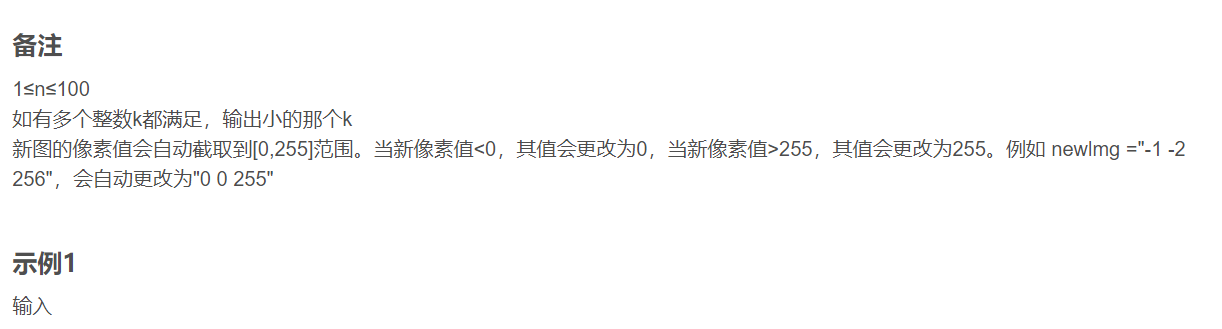 备注
1≤n≤100
如有多个整数k都满足，输出小的那个k
新图的像素值会自动截取到[0,255]范围。当新像素值<0，其值会更改为0，当新像素值>255，其值会更改为255。例如 newImg ="-1 -2
256"，会自动更改为"0 0 255"
示例1
输入